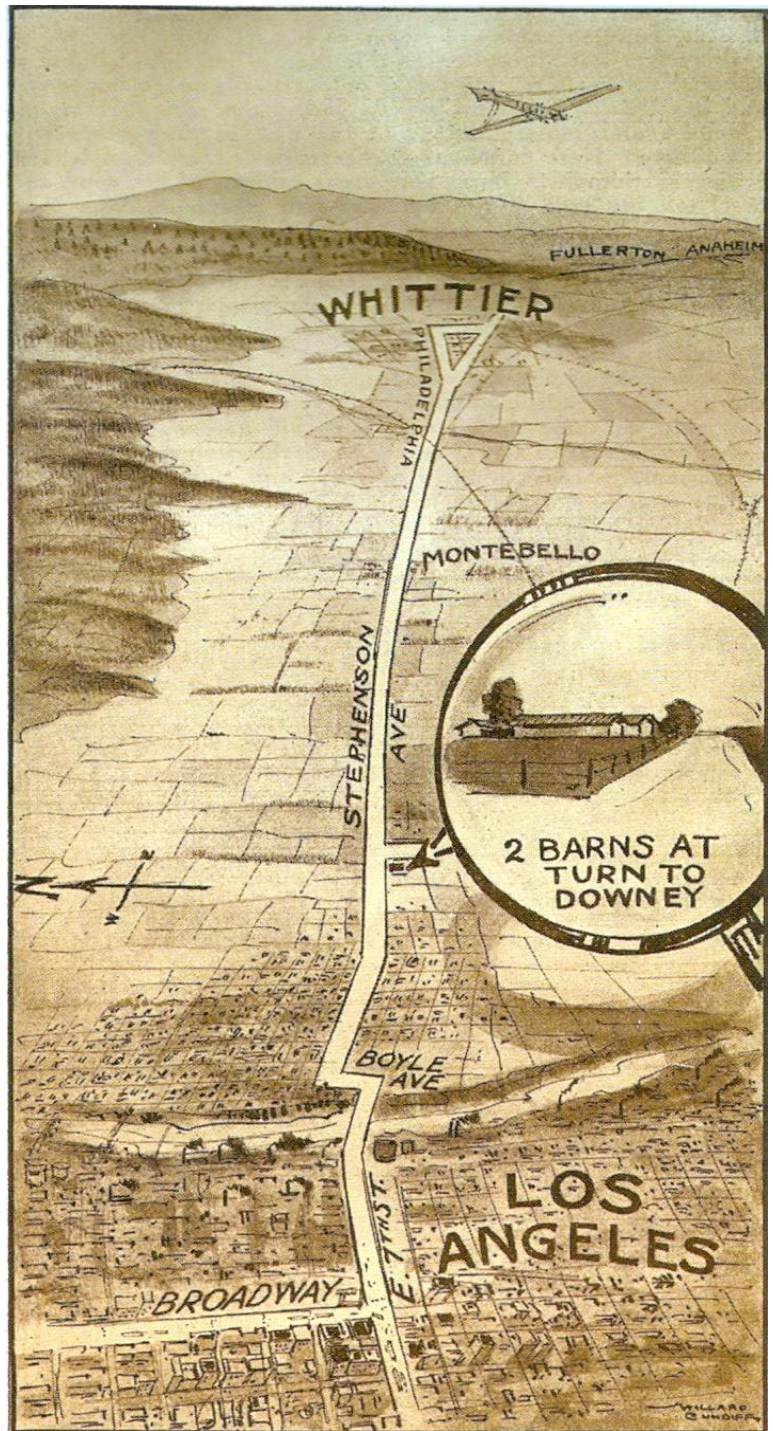 FULLERTON ANAHEIM
WHITTIER
PHILADELPHIA
MONTEBELLO
STEPHENSON
AVE
2 BARNS AT
TURN TO
DOWNEY
N
E
W
BOYLE
AVE
LOS
ANGELES
E. 7TH ST.
BROADWAY
WILLARD
CUNDIFF